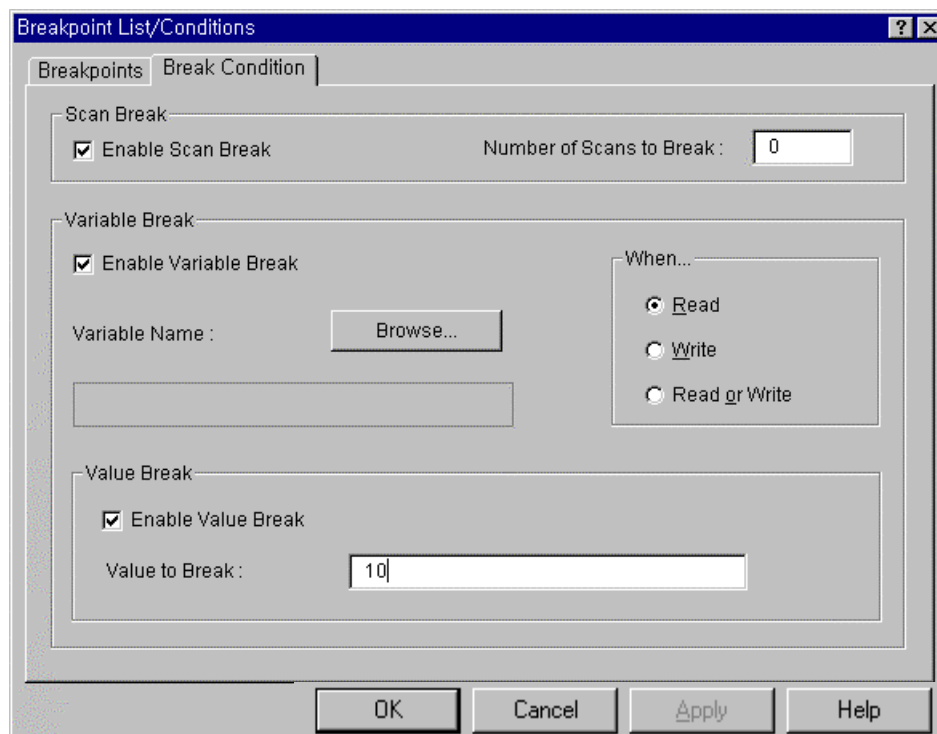 Breakpoint List/Conditions
Breakpoints Break Condition
Scan Break
Enable Scan Break Number of Scans to Break : 0
Variable Break
Enable Variable Break When...
Read
Variable Name : Browse...
Write
Read or Write
Value Break
Enable Value Break
Value to Break : 10
OK Cancel Apply Help